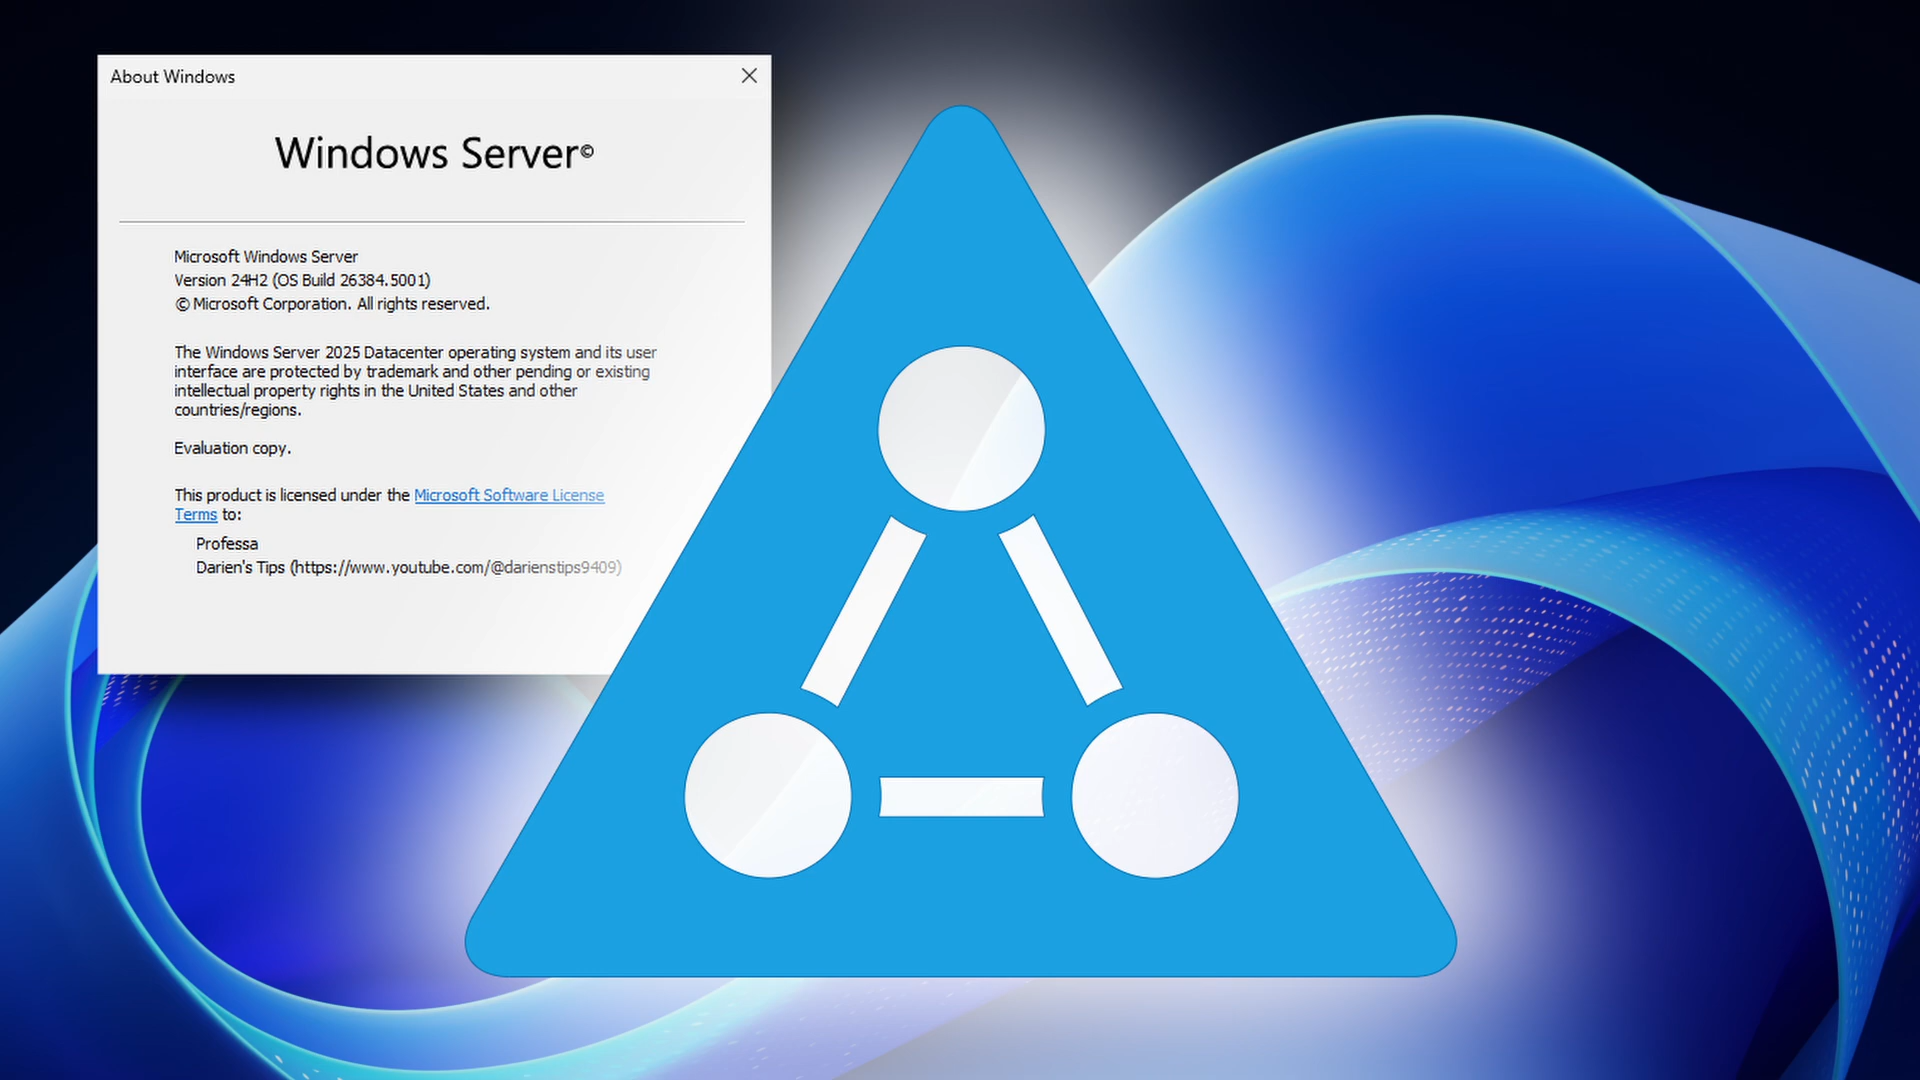 About Windows
Windows Server©
Microsoft Windows Server
Version 24H2 (OS Build 26384.5001)
© Microsoft Corporation. All rights reserved.
The Windows Server 2025 Datacenter operating system and its user
interface are protected by trademark and other pending or existing
intellectual property rights in the United States and other
countries/regions.
Evaluation copy.
This product is licensed under the Microsoft Software License
Terms to:
Professa
Darien's Tips (https://www.youtube.com/@darienstips9409)